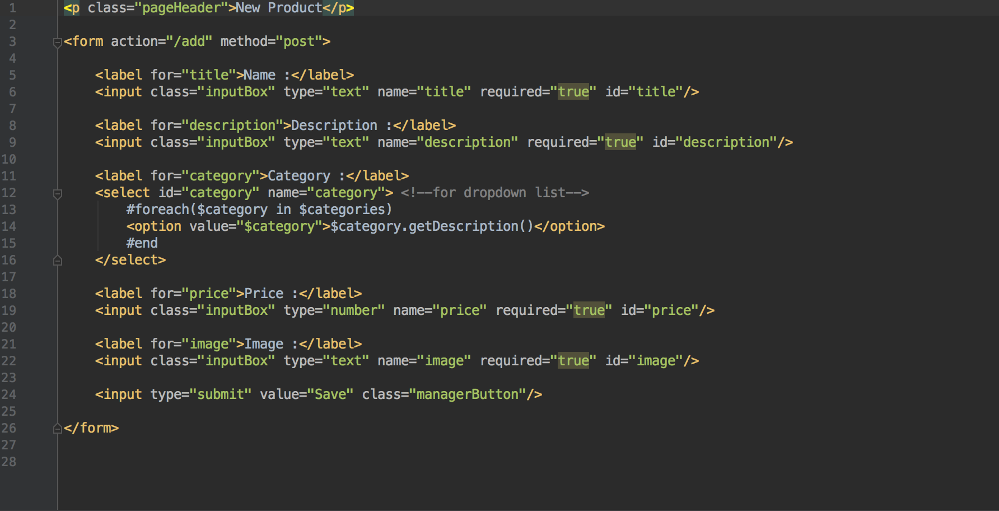 1 <p class="pageHeader">New Product</p>
2
3 <form action="/add" method="post">
4
5 <label for="title">Name :</label>
6 <input class="inputBox" type="text" name="title" required="true" id="title"/>
7
8 <label for="description">Description :</label>
9 <input class="inputBox" type="text" name="description" required="true" id="description"/>
10
11 <label for="category">Category :</label>
12 <select id="category" name="category"> <!--for dropdown list-->
13 #foreach($category in $categories)
14 <option value="$category">$category.getDescription()</option>
15 #end
16 </select>
17
18 <label for="price">Price :</label>
19 <input class="inputBox" type="number" name="price" required="true" id="price"/>
20
21 <label for="image">Image :</label>
22 <input class="inputBox" type="text" name="image" required="true" id="image"/>
23
24 <input type="submit" value="Save" class="managerButton"/>
25
26 </form>
27
28